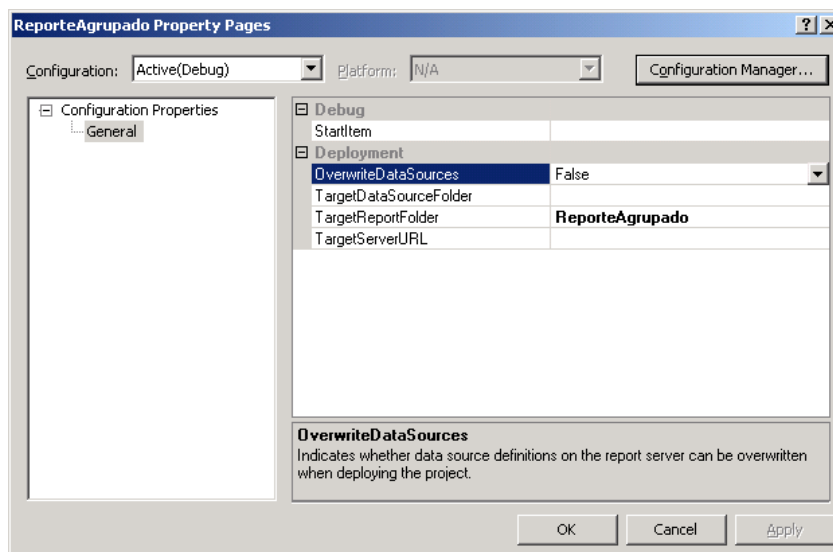 ReporteAgrupado Property Pages
Configuration: Active(Debug) Platform: N/A Configuration Manager...
Configuration Properties
General
Debug
StartItem
Deployment
OverwriteDataSources False
TargetDataSourceFolder
TargetReportFolder ReporteAgrupado
TargetServerURL
OverwriteDataSources
Indicates whether data source definitions on the report server can be overwritten
when deploying the project.
OK Cancel Apply